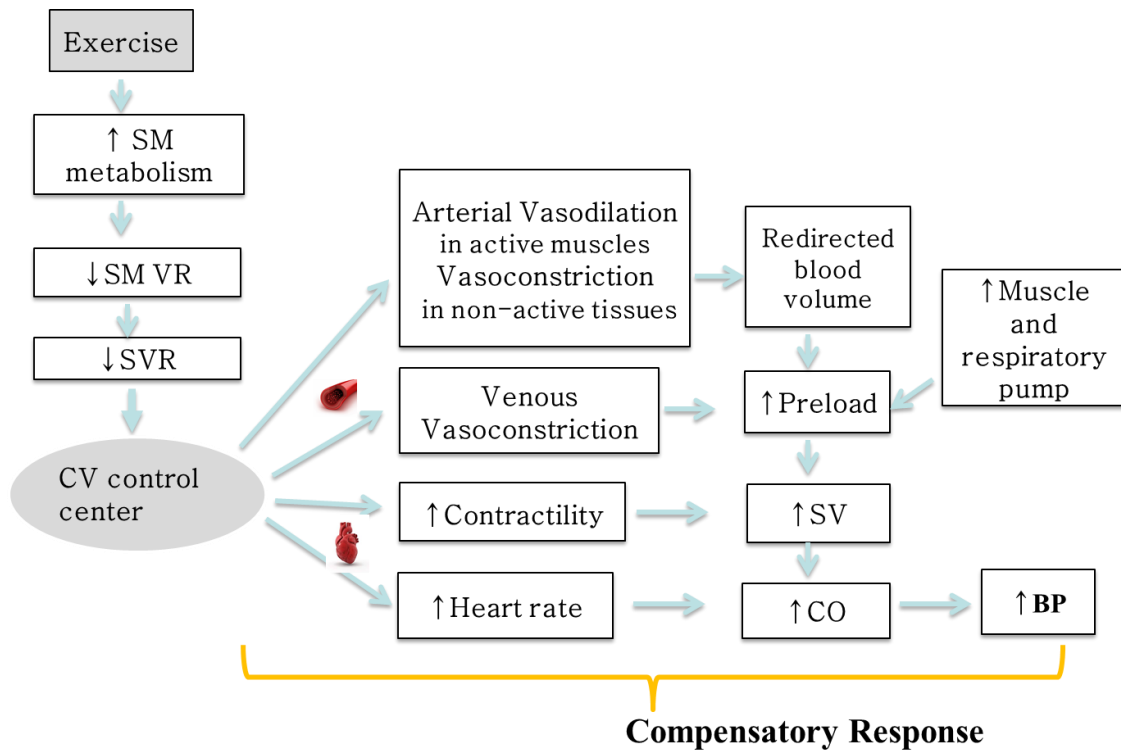 Exercise
↑ SM
metabolism
↓SM VR
↓SVR
CV control
center
Arterial Vasodilation
in active muscles
Vasoconstriction
in non-active tissues
Venous
Vasoconstriction
↑Contractility
↑Heart rate
Redirected
blood
volume
↑Preload
↑SV
↑CO
↑Muscle
and
respiratory
pump
↑BP
Compensatory Response